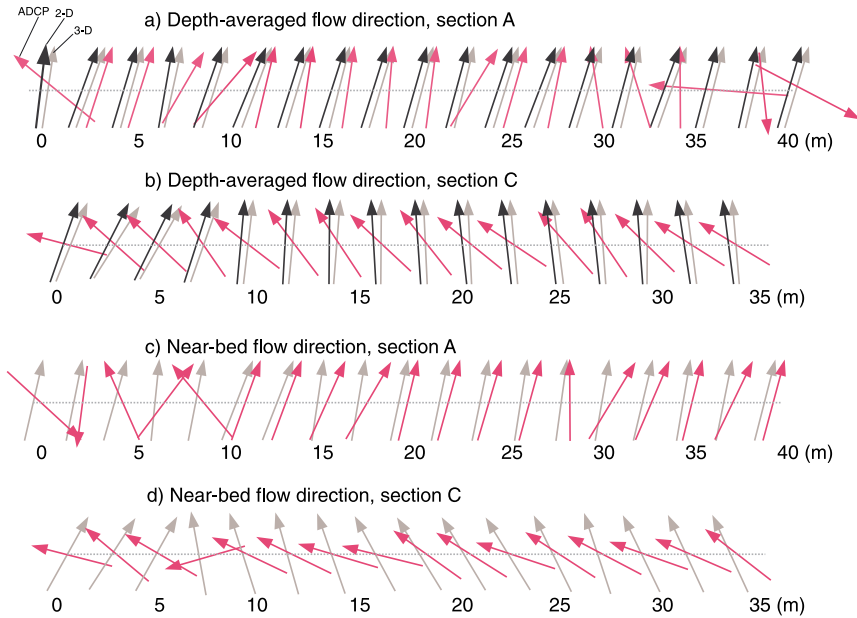 ADCP
2-D
3-D
a) Depth-averaged flow direction, section A
0 5 10 15 20 25 30 35 40 (m)
b) Depth-averaged flow direction, section C
0 5 10 15 20 25 30 35 (m)
c) Near-bed flow direction, section A
0 5 10 15 20 25 30 35 40 (m)
d) Near-bed flow direction, section C
0 5 10 15 20 25 30 35 (m)